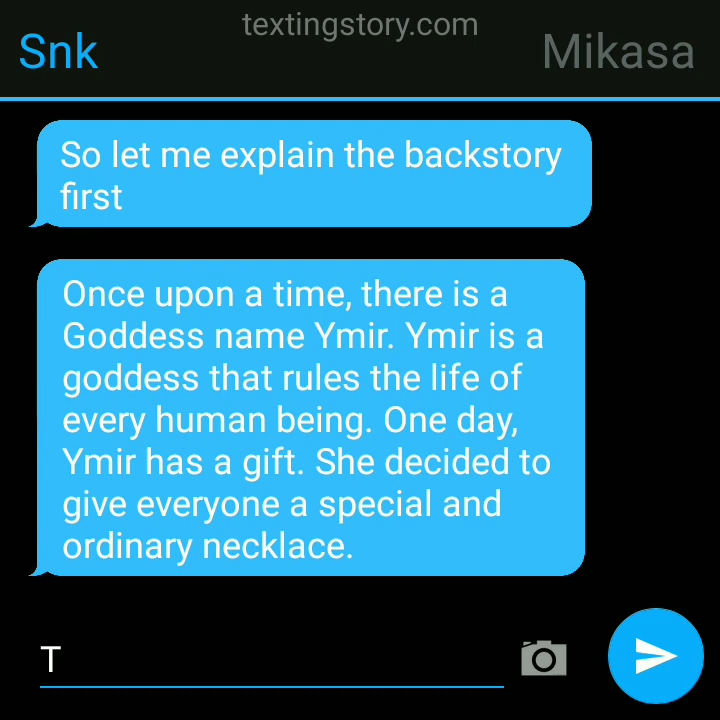 textingstory.com
Snk
Mikasa
So let me explain the backstory
first
Once upon a time, there is a
Goddess name Ymir. Ymir is a
goddess that rules the life of
every human being. One day,
Ymir has a gift. She decided to
give everyone a special and
ordinary necklace.
T